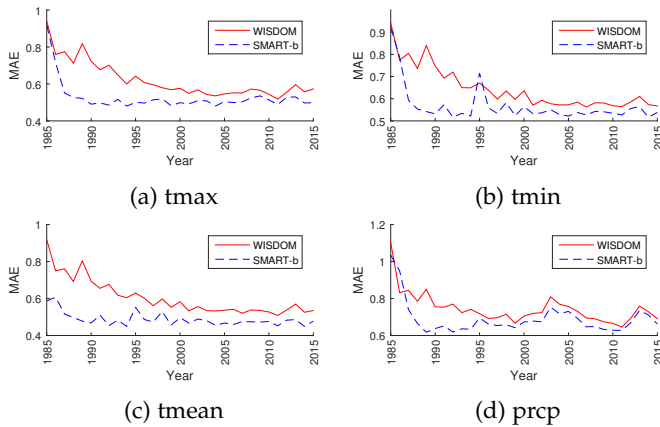 1
0.8
0.6
0.4
MAE
WISDOM
SMART-b
1985
1990
1995
2000
2005
2010
2015
Year
(a) tmax
0.9
0.8
0.7
0.6
0.5
MAE
WISDOM
SMART-b
1985
1990
1995
2000
2005
2010
2015
Year
(b) tmin
1
0.8
0.6
0.4
MAE
WISDOM
SMART-b
1985
1990
1995
2000
2005
2010
2015
Year
(c) tmean
1.2
1
0.8
0.6
0.4
MAE
WISDOM
SMART-b
1985
1990
1995
2000
2005
2010
2015
Year
(d) prcp